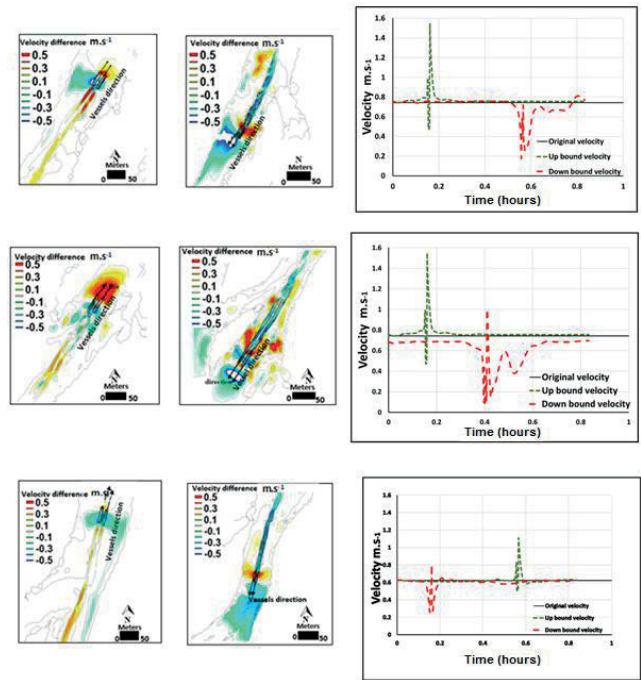 Velocity difference m.s-1
0.5
0.3
0.1
-0.1
-0.3
-0.5
Vessels direction
N
Meters
0 50
Velocity difference m.s-1
0.5
0.3
0.1
-0.1
-0.3
-0.5
Vessels direction
N
Meters
0 50
Velocity m.s-1
1.6
1.4
1.2
1
0.8
0.6
0.4
0.2
0
Original velocity
Up bound velocity
Down bound velocity
0 0.2 0.4 0.6 0.8 1
Time (hours)
Velocity difference m.s-1
0.5
0.3
0.1
-0.1
-0.3
-0.5
Vessels direction
N
Meters
0 50
Velocity difference m.s-1
0.5
0.3
0.1
-0.1
-0.3
-0.5
Vessel direction
direction
N
Meters
0 50
Velocity m.s-1
1.6
1.4
1.2
1
0.8
0.6
0.4
0.2
0
Original velocity
Up bound velocity
Down bound velocity
0 0.2 0.4 0.6 0.8 1
Time (hours)
Velocity difference
0.5
0.3
0.1
-0.1
-0.3
-0.5
Vessels direction
N
Meters
0 50
Velocity difference m.s-1
0.5
0.3
0.1
-0.1
-0.3
-0.5
Vessels direction
N
Meters
0 50
Velocity m.s-1
1.6
1.4
1.2
1
0.8
0.6
0.4
0.2
0
Original velocity
Up bound velocity
Down bound velocity
0 0.2 0.4 0.6 0.8 1
Time (hours)